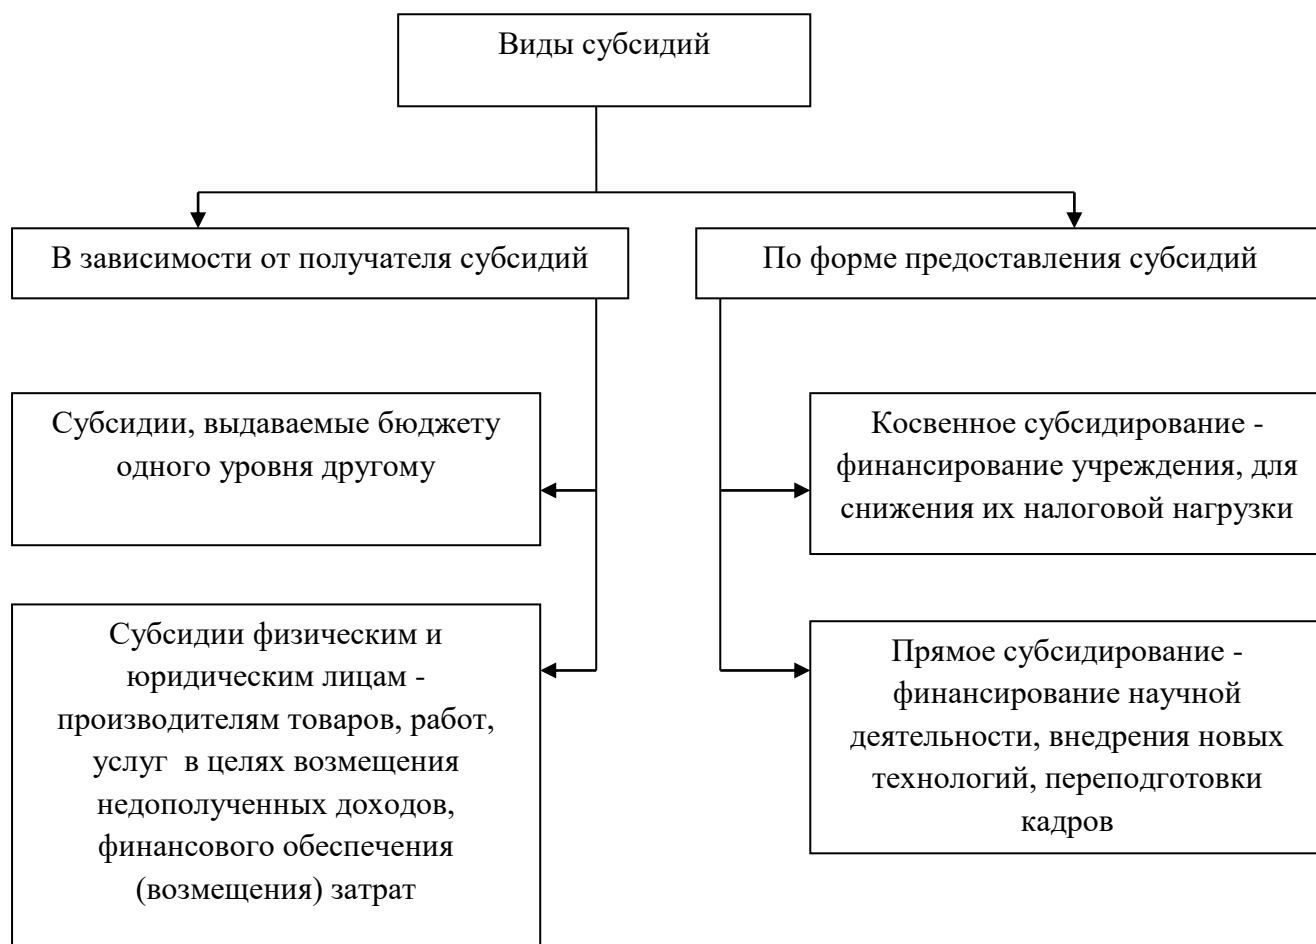 Виды субсидий
В зависимости от получателя субсидий
По форме предоставления субсидий
Субсидии, выдаваемые бюджету
одного уровня другому
Субсидии физическим и
юридическим лицам -
производителям товаров, работ,
услуг  в целях возмещения
недополученных доходов,
финансового обеспечения
(возмещения) затрат
Косвенное субсидирование -
финансирование учреждения, для
снижения их налоговой нагрузки
Прямое субсидирование -
финансирование научной
деятельности, внедрения новых
технологий, переподготовки
кадров